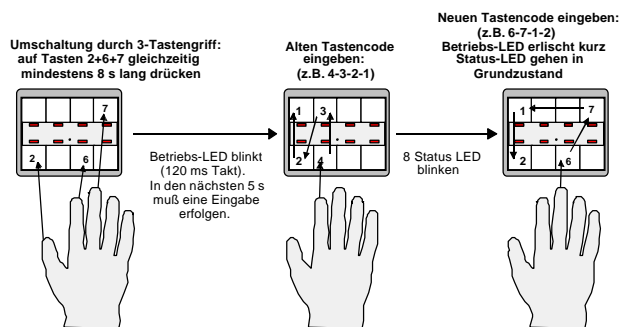 Umschaltung durch 3-Tastengriff:
auf Tasten 2+6+7 gleichzeitig
mindestens 8 s lang drücken
7
2
6
Betriebs-LED blinkt
(120 ms Takt).
In den nächsten 5 s
muß eine Eingabe
erfolgen.
Alten Tastencode
eingeben:
(z.B. 4-3-2-1)
1 3
2 4
8 Status LED
blinken
Neuen Tastencode eingeben:
(z.B. 6-7-1-2)
Betriebs-LED erlischt kurz
Status-LED gehen in
Grundzustand
1 7
2 6